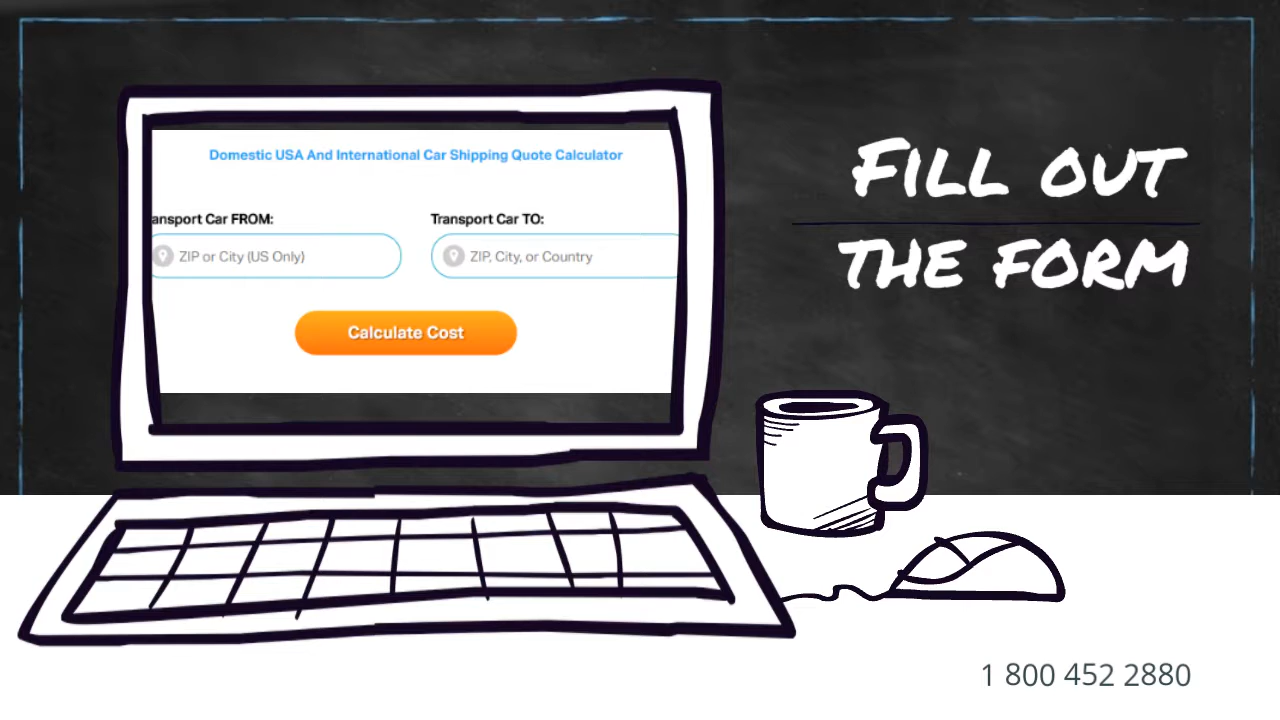 Domestic USA And International Car Shipping Quote Calculator
ansport Car FROM:
Transport Car TO:
ZIP or City (US Only)
ZIP, City, or Country
Calculate Cost
FILL OUT
THE FORM
1 800 452 2880